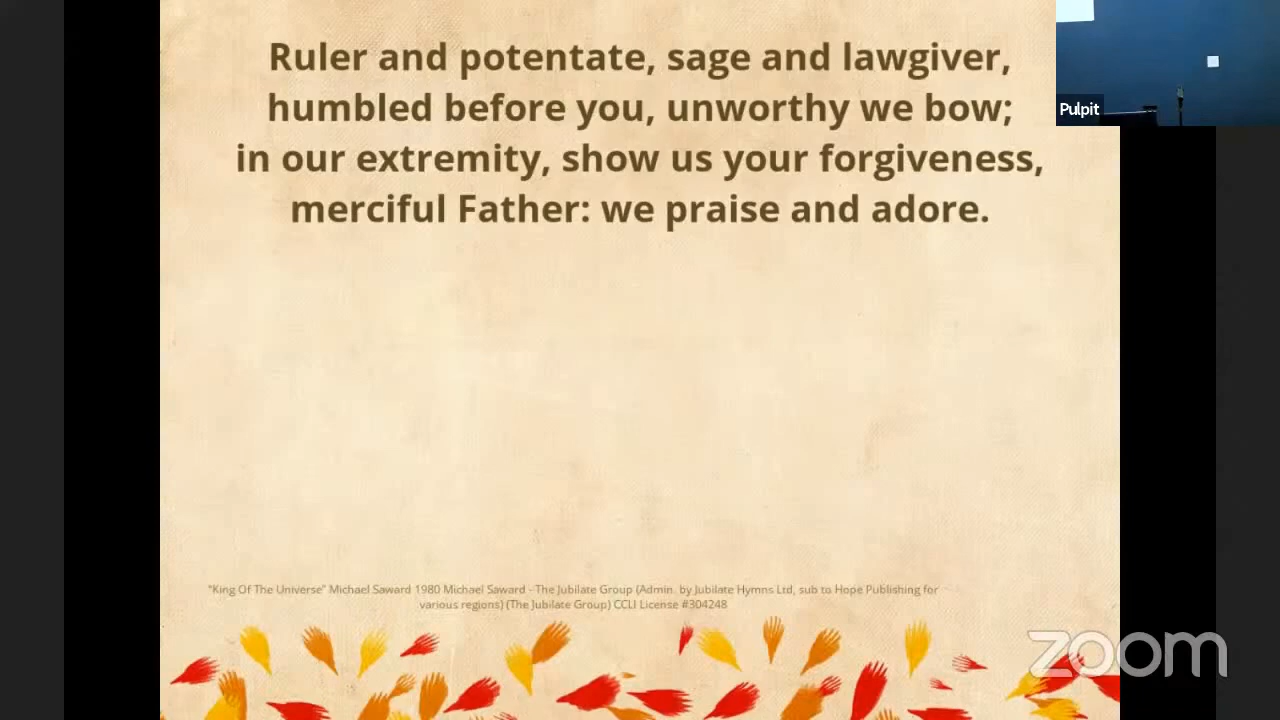 Ruler and potentate, sage and lawgiver,
humbled before you, unworthy we bow;
in our extremity, show us your forgiveness,
merciful Father: we praise and adore.
Pulpit
"King Of The Universe" Michael Saward 1980 Michael Saward - The Jubilate Group (Admin. by Jubilate Hymns Ltd, sub to Hope Publishing for
various regions) (The Jubilate Group) CCLI License #304248
zoom